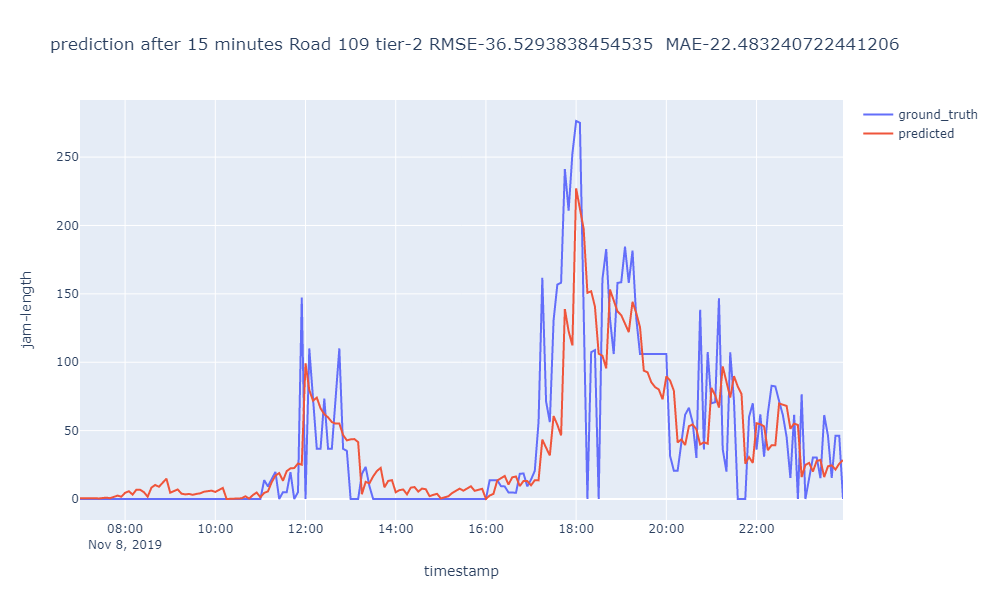 prediction after 15 minutes Road 109 tier-2 RMSE-36.5293838454535  MAE-22.483240722441206
ground_truth
predicted
250
200
150
100
50
0
jam-length
08:00 10:00 12:00 14:00 16:00 18:00 20:00 22:00
Nov 8, 2019
timestamp